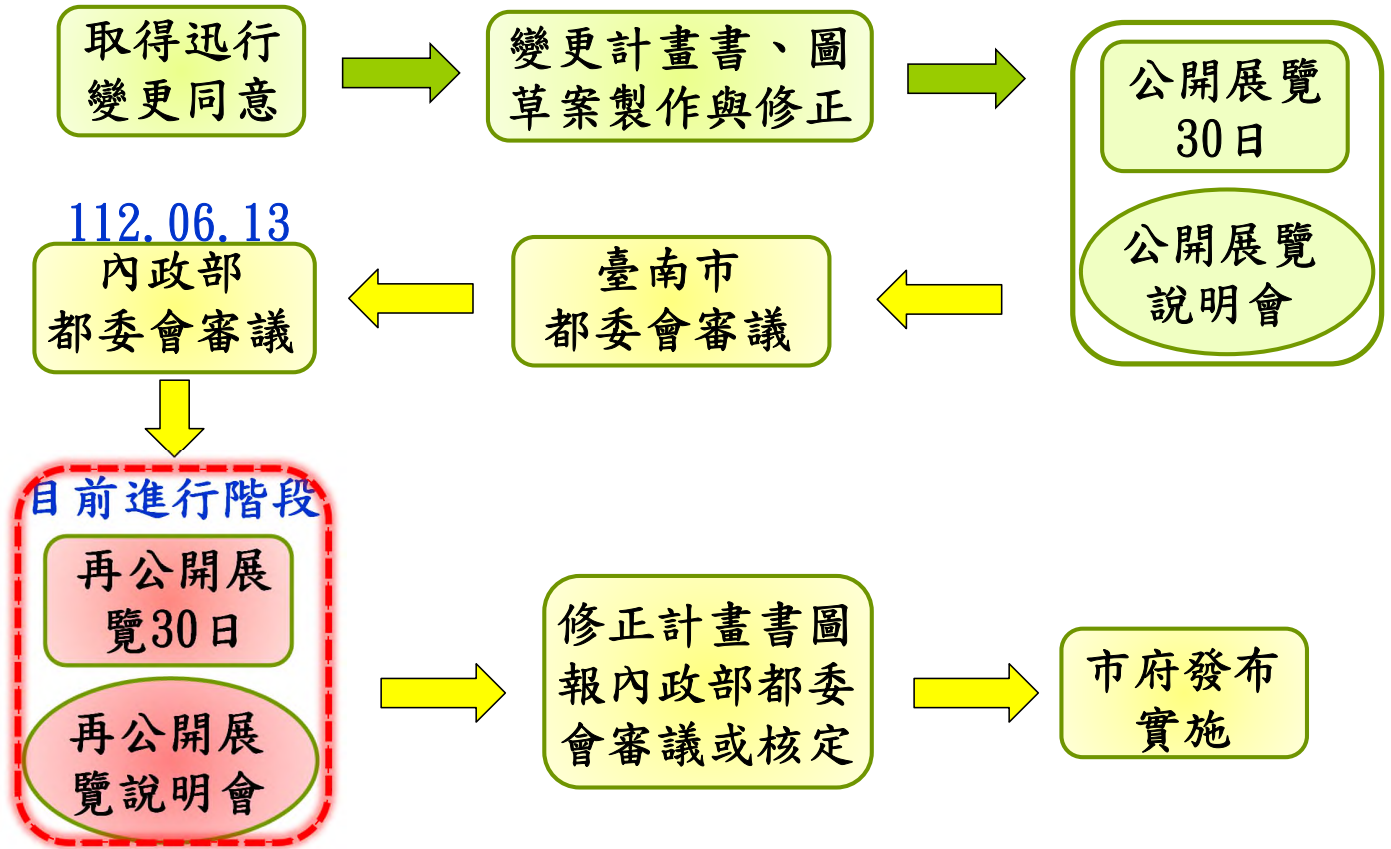 取得迅行
變更同意
變更計畫書、圖
草案製作與修正
公開展覽
30日
公開展覽
說明會
臺南市
都委會審議
112.06.13
內政部
都委會審議
目前進行階段
再公開展
覽30日
再公開展
覽說明會
修正計畫書圖
報內政部都委
會審議或核定
市府發布
實施